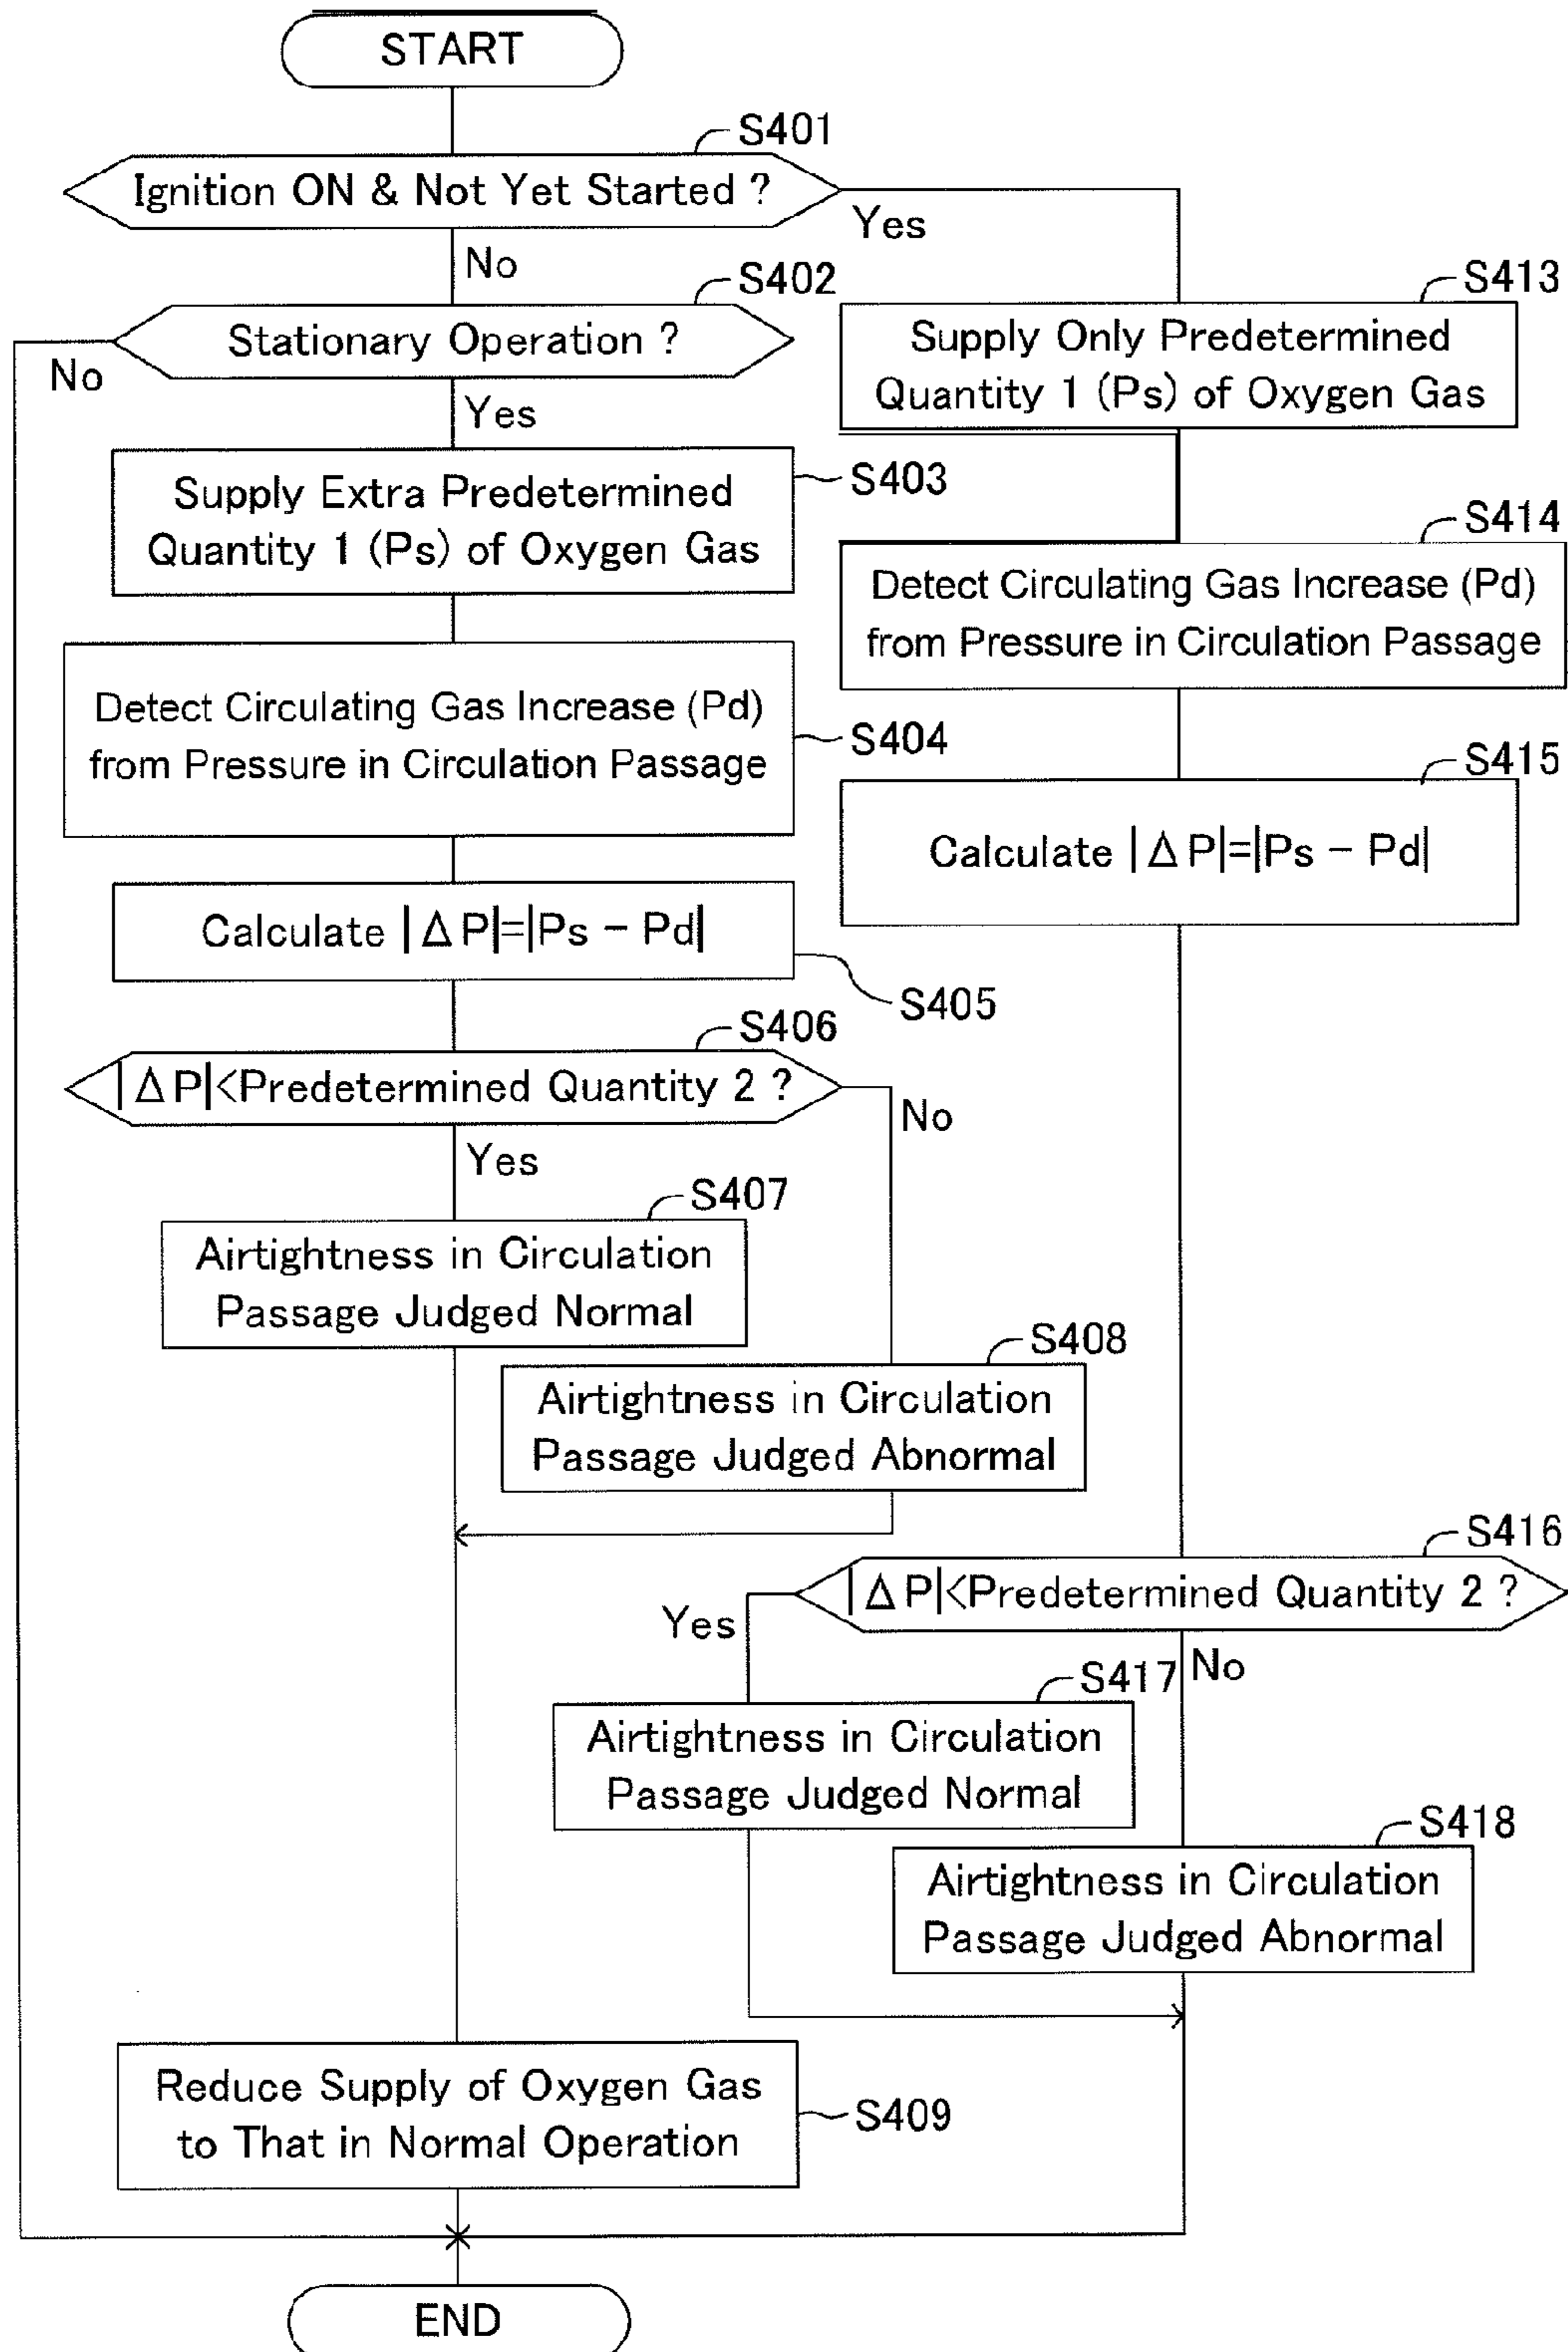 START
S401
Ignition ON & Not Yet Started ?
Yes
No
S402
Stationary Operation ?
No
Yes
S413
Supply Only Predetermined
Quantity 1 (Ps) of Oxygen Gas
Supply Extra Predetermined
Quantity 1 (Ps) of Oxygen Gas
S403
S414
Detect Circulating Gas Increase (Pd)
from Pressure in Circulation Passage
Detect Circulating Gas Increase (Pd)
from Pressure in Circulation Passage
S404
S415
Calculate |Δ P|=|Ps − Pd|
Calculate |Δ P|=|Ps − Pd|
S405
S406
|Δ P|<Predetermined Quantity 2 ?
No
Yes
S407
Airtightness in Circulation
Passage Judged Normal
S408
Airtightness in Circulation
Passage Judged Abnormal
S416
|Δ P|<Predetermined Quantity 2 ?
Yes
No
S417
Airtightness in Circulation
Passage Judged Normal
S418
Airtightness in Circulation
Passage Judged Abnormal
Reduce Supply of Oxygen Gas
to That in Normal Operation
S409
END